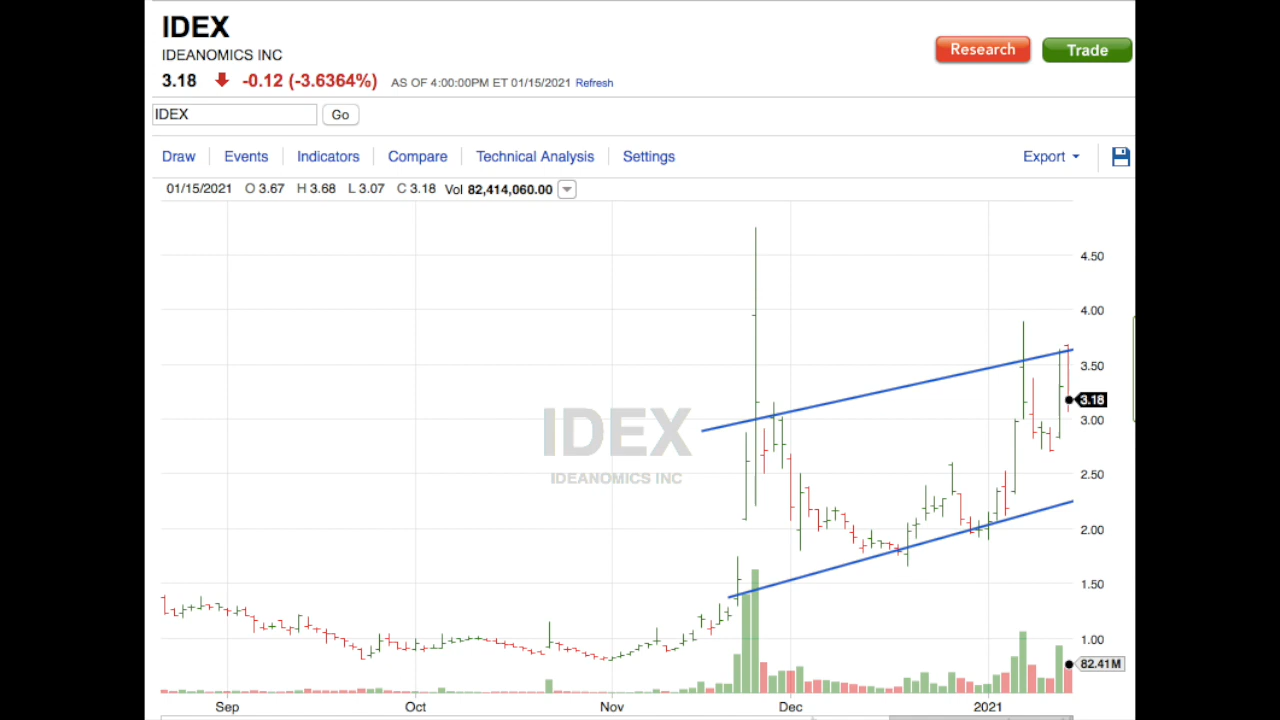 IDEX
IDEANOMICS INC
3.18 -0.12 (-3.6364%) AS OF 4:00:00PM ET 01/15/2021 Refresh
Research Trade
IDEX Go
Draw Events Indicators Compare Technical Analysis Settings Export
01/15/2021 O 3.67 H 3.68 L 3.07 C 3.18 Vol 82,414,060.00
4.50
4.00
3.50
3.18
3.00
IDEX
IDEANOMICS INC
2.50
2.00
1.50
1.00
82.41M
Sep Oct Nov Dec 2021